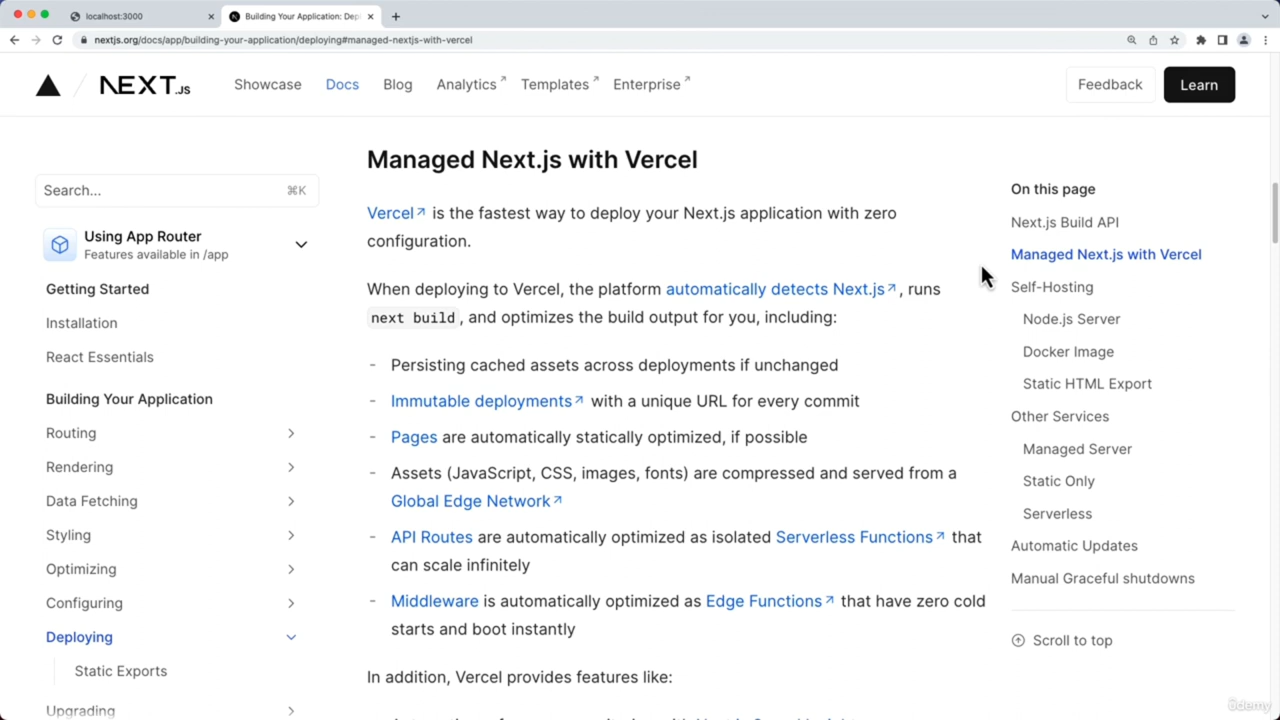 localhost:3000
Building Your Application: Dep
nextjs.org/docs/app/building-your-application/deploying#managed-nextjs-with-vercel
NEXT.JS
Showcase
Docs
Blog
Analytics
Templates
Enterprise
Feedback
Learn
Search...
⌘K
Using App Router
Features available in /app
Getting Started
Installation
React Essentials
Building Your Application
Routing
Rendering
Data Fetching
Styling
Optimizing
Configuring
Deploying
Static Exports
Upgrading
Managed Next.js with Vercel
Vercel is the fastest way to deploy your Next.js application with zero
configuration.
When deploying to Vercel, the platform automatically detects Next.js, runs
next build, and optimizes the build output for you, including:
- Persisting cached assets across deployments if unchanged
- Immutable deployments with a unique URL for every commit
- Pages are automatically statically optimized, if possible
- Assets (JavaScript, CSS, images, fonts) are compressed and served from a
Global Edge Network
- API Routes are automatically optimized as isolated Serverless Functions that
can scale infinitely
- Middleware is automatically optimized as Edge Functions that have zero cold
starts and boot instantly
In addition, Vercel provides features like:
On this page
Next.js Build API
Managed Next.js with Vercel
Self-Hosting
Node.js Server
Docker Image
Static HTML Export
Other Services
Managed Server
Static Only
Serverless
Automatic Updates
Manual Graceful shutdowns
Scroll to top
ûdemy